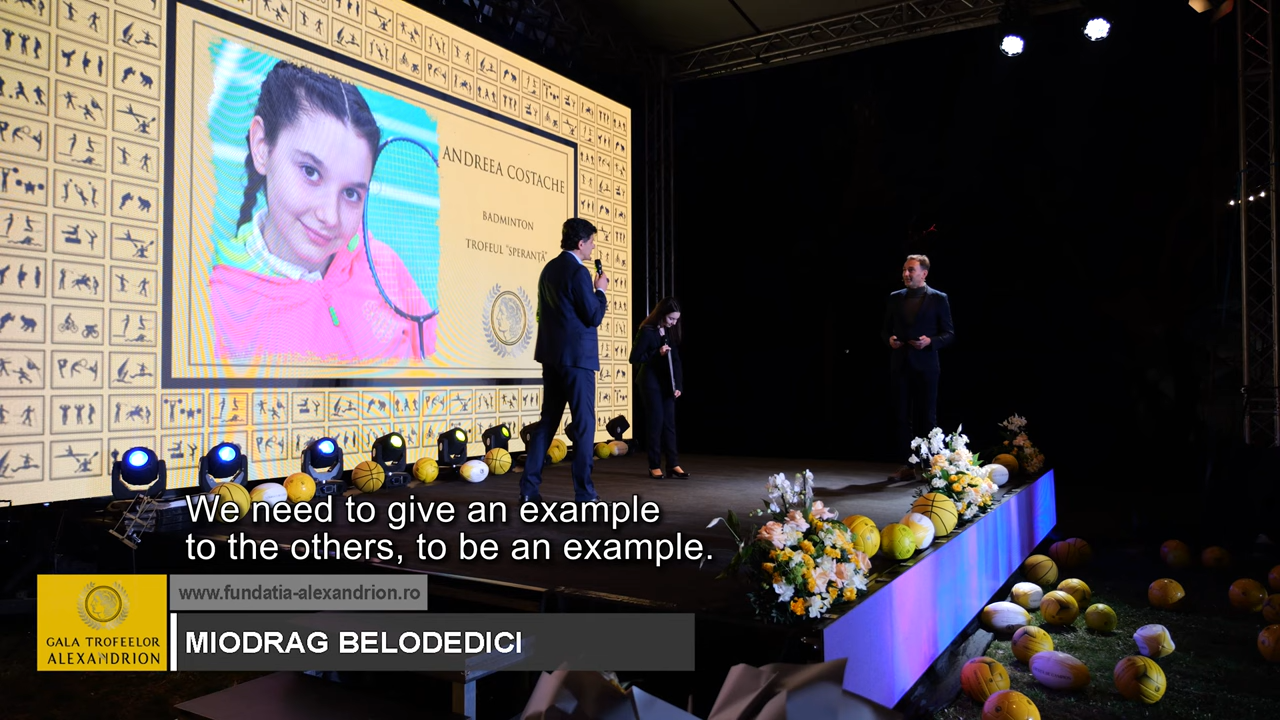 ANDREEA COSTACHE
BADMINTON
TROFEUL "SPERANȚĂ"
We need to give an example
to the others, to be an example.
www.fundatia-alexandrion.ro
GALA TROFEELOR
ALEXANDRION
MIODRAG BELODEDICI